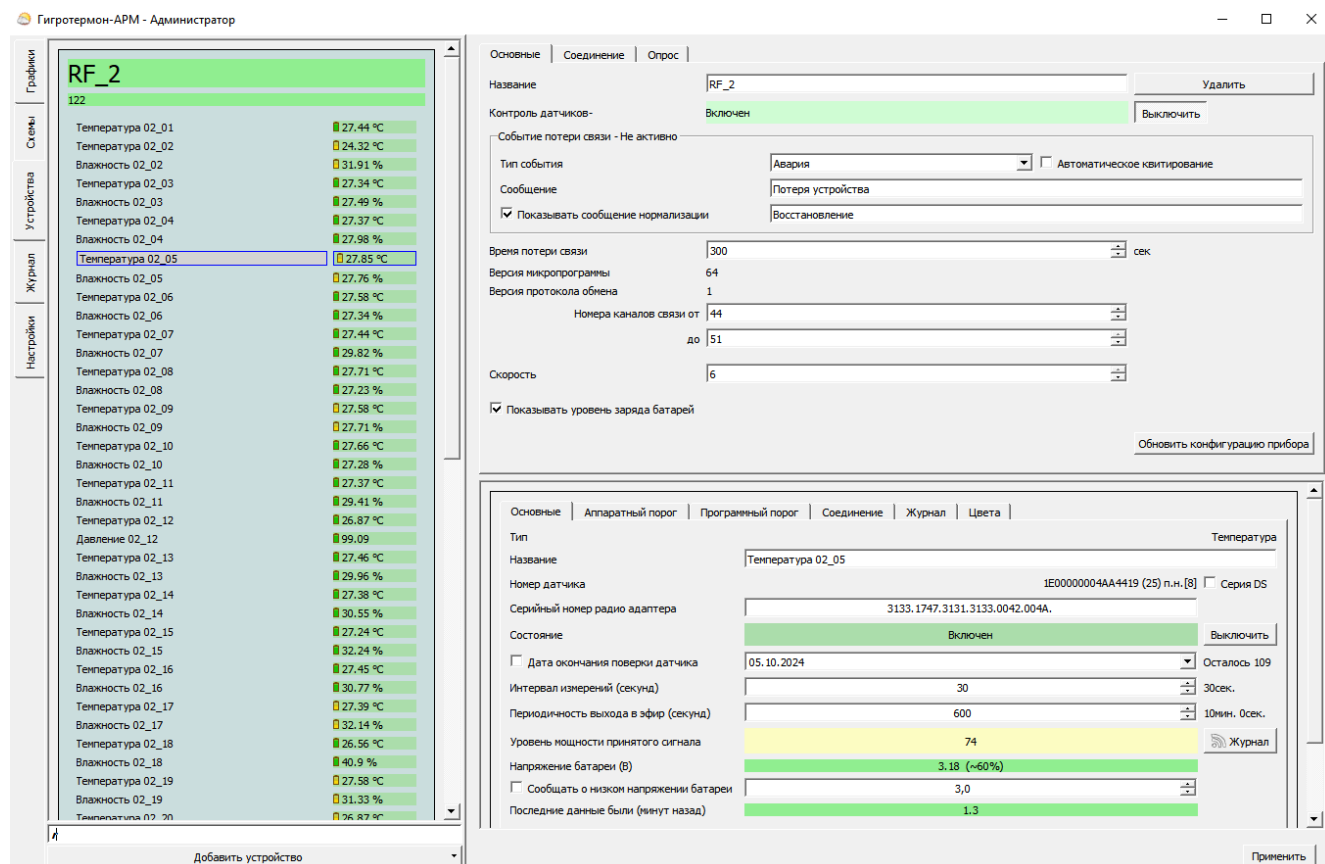 Гигротермон-АРМ - Администратор
Графики
Схемы
Устройства
Журнал
Настройки
RF_2
122
Температура 02_01 27.44 °C
Температура 02_02 24.32 °C
Влажность 02_02 31.91 %
Температура 02_03 27.34 °C
Влажность 02_03 27.49 %
Температура 02_04 27.37 °C
Влажность 02_04 27.98 %
Температура 02_05 27.85 °C
Влажность 02_05 27.76 %
Температура 02_06 27.58 °C
Влажность 02_06 27.34 %
Температура 02_07 27.44 °C
Влажность 02_07 29.82 %
Температура 02_08 27.71 °C
Влажность 02_08 27.23 %
Температура 02_09 27.58 °C
Влажность 02_09 27.71 %
Температура 02_10 27.66 °C
Влажность 02_10 27.28 %
Температура 02_11 27.37 °C
Влажность 02_11 29.41 %
Температура 02_12 26.87 °C
Давление 02_12 99.09
Температура 02_13 27.46 °C
Влажность 02_13 29.96 %
Температура 02_14 27.38 °C
Влажность 02_14 30.55 %
Температура 02_15 27.24 °C
Влажность 02_15 32.24 %
Температура 02_16 27.45 °C
Влажность 02_16 30.77 %
Температура 02_17 27.39 °C
Влажность 02_17 32.14 %
Температура 02_18 26.56 °C
Влажность 02_18 40.9 %
Температура 02_19 27.58 °C
Влажность 02_19 31.33 %
Температура 02_20 26.87 °C
Добавить устройство
Основные Соединение Опрос
Название RF_2 Удалить
Контроль датчиков- Включен Выключить
Событие потери связи - Не активно
Тип события Авария Автоматическое квитирование
Сообщение Потеря устройства
Показывать сообщение нормализации Восстановление
Время потери связи 300 сек
Версия микропрограммы 64
Версия протокола обмена 1
Номера каналов связи от 44
до 51
Скорость 6
Показывать уровень заряда батарей
Обновить конфигурацию прибора
Основные Аппаратный порог Программный порог Соединение Журнал Цвета
Тип Температура
Название Температура 02_05
Номер датчика 1E00000004AA4419 (25) п.н.[8] Серия DS
Серийный номер радио адаптера 3133.1747.3131.3133.0042.004A.
Состояние Включен Выключить
Дата окончания поверки датчика 05.10.2024 Осталось 109
Интервал измерений (секунд) 30 30сек.
Периодичность выхода в эфир (секунд) 600 10мин. 0сек.
Уровень мощности принятого сигнала 74 Журнал
Напряжение батареи (В) 3.18 (~60%)
Сообщать о низком напряжении батареи 3,0
Последние данные были (минут назад) 1.3
Применить